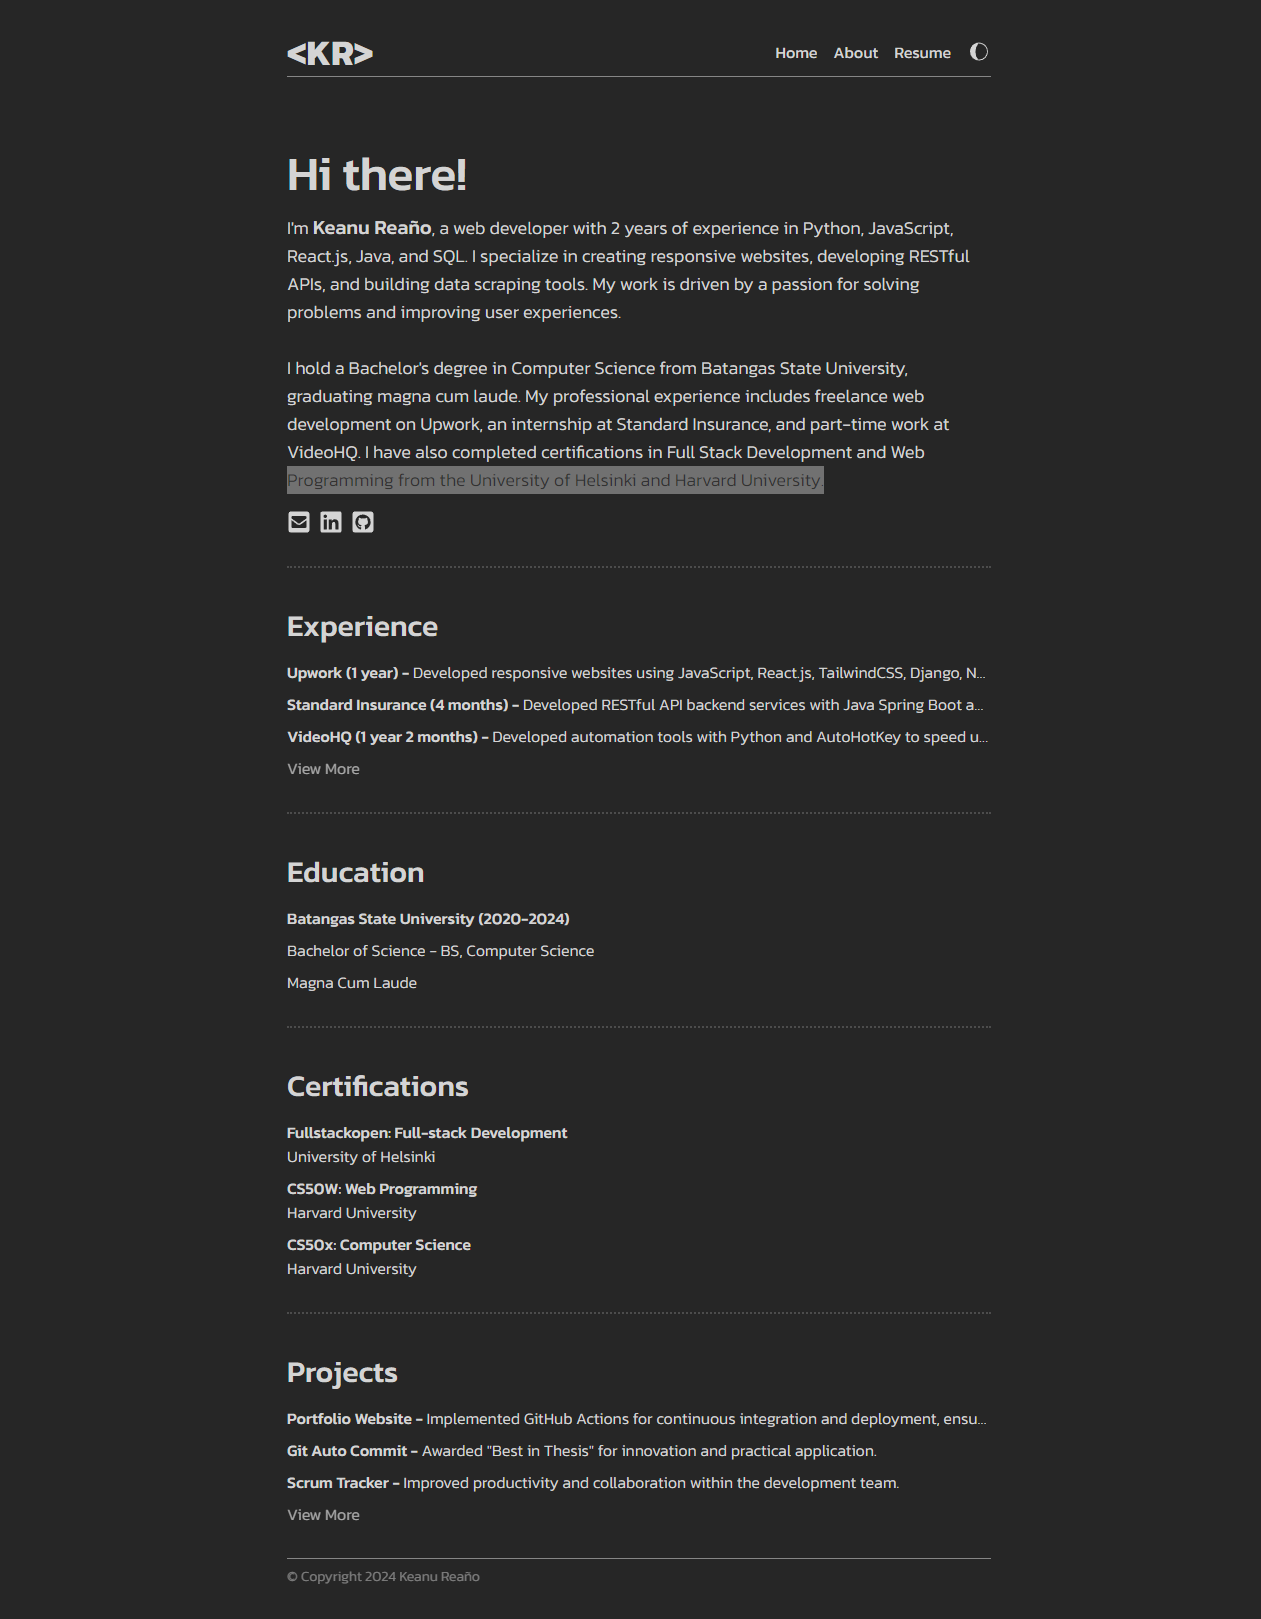 <KR>
Home About Resume
Hi there!
I'm Keanu Reaño, a web developer with 2 years of experience in Python, JavaScript,
React.js, Java, and SQL. I specialize in creating responsive websites, developing RESTful
APIs, and building data scraping tools. My work is driven by a passion for solving
problems and improving user experiences.
I hold a Bachelor's degree in Computer Science from Batangas State University,
graduating magna cum laude. My professional experience includes freelance web
development on Upwork, an internship at Standard Insurance, and part-time work at
VideoHQ. I have also completed certifications in Full Stack Development and Web
Programming from the University of Helsinki and Harvard University.
Experience
Upwork (1 year) - Developed responsive websites using JavaScript, React.js, TailwindCSS, Django, N...
Standard Insurance (4 months) - Developed RESTful API backend services with Java Spring Boot a...
VideoHQ (1 year 2 months) - Developed automation tools with Python and AutoHotKey to speed u...
View More
Education
Batangas State University (2020-2024)
Bachelor of Science - BS, Computer Science
Magna Cum Laude
Certifications
Fullstackopen: Full-stack Development
University of Helsinki
CS50W: Web Programming
Harvard University
CS50x: Computer Science
Harvard University
Projects
Portfolio Website - Implemented GitHub Actions for continuous integration and deployment, ensu...
Git Auto Commit - Awarded "Best in Thesis" for innovation and practical application.
Scrum Tracker - Improved productivity and collaboration within the development team.
View More
© Copyright 2024 Keanu Reaño